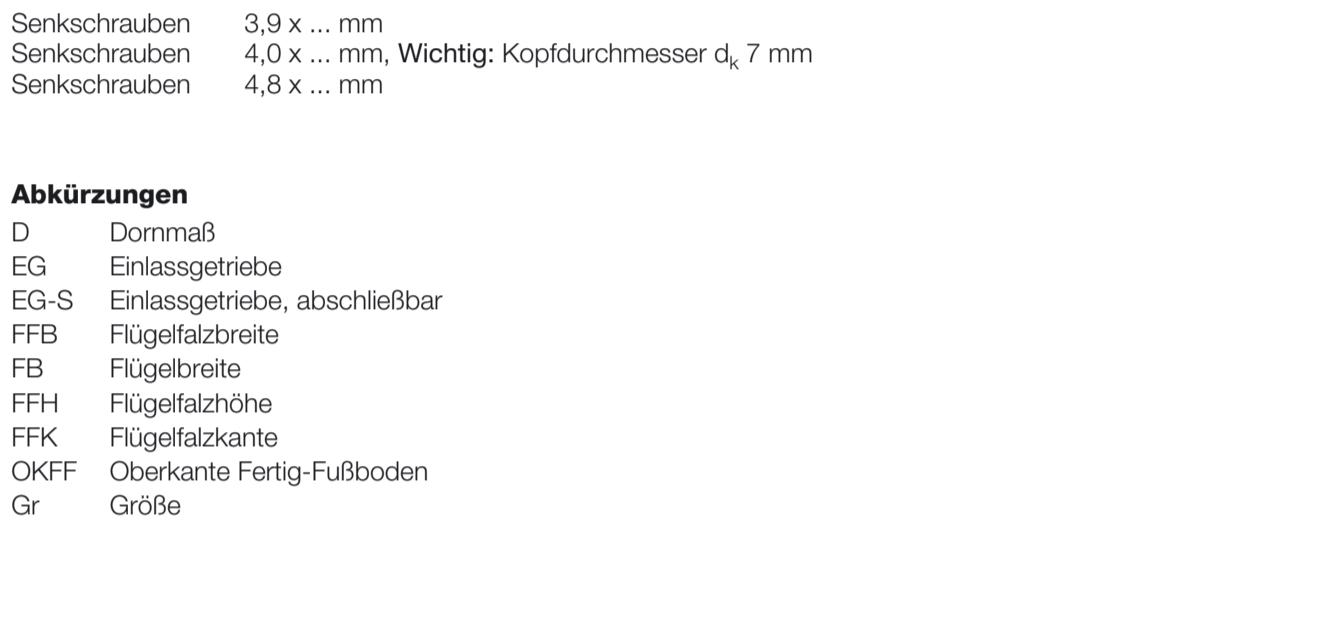 Senkschrauben 3,9 x ... mm
Senkschrauben 4,0 x ... mm, Wichtig: Kopfdurchmesser dk 7 mm
Senkschrauben 4,8 x ... mm
Abkürzungen
D Dornmaß
EG Einlassgetriebe
EG-S Einlassgetriebe, abschließbar
FFB Flügelfalzbreite
FB Flügelbreite
FFH Flügelfalzhöhe
FFK Flügelfalzkante
OKFF Oberkante Fertig-Fußboden
Gr Größe